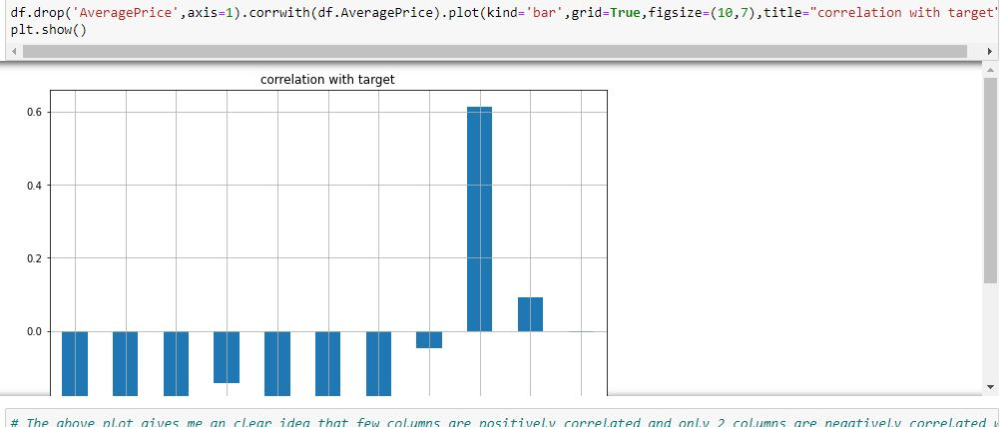 df.drop('AveragePrice',axis=1).corrwith(df.AveragePrice).plot(kind='bar',grid=True,figsize=(10,7),title="correlation with target"
plt.show()
correlation with target
0.6
0.4
0.2
0.0
# The above plot gives me an clear idea that few columns are positively correlated and only 2 columns are negatively correlated w